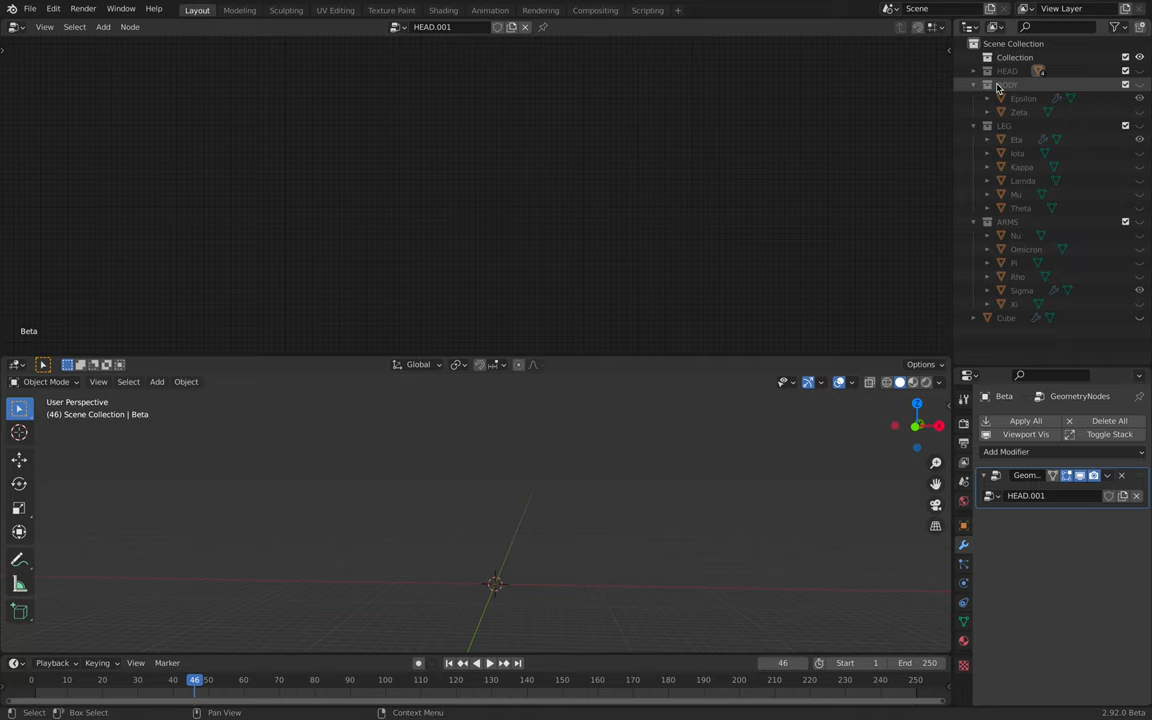 File Edit Render Window Help Layout Modeling Sculpting UV Editing Texture Paint Shading Animation Rendering Compositing Scripting + Scene View Layer
View Select Add Node HEAD.001
Scene Collection
Collection
HEAD 4
BODY
Epsilon
Zeta
LEG
Eta
Iota
Kappa
Lamda
Mu
Theta
ARMS
Nu
Omicron
Pi
Rho
Sigma
Xi
Cube
Beta
Global Options
Object Mode View Select Add Object
User Perspective
(46) Scene Collection | Beta
Z
X
Beta GeometryNodes
Apply All Delete All
Viewport Vis Toggle Stack
Add Modifier
Geom...
HEAD.001
Playback Keying View Marker 46 Start 1 End 250
0 10 20 30 40 46 60 70 80 90 100 110 120 130 140 150 160 170 180 190 200 210 220 230 240 250
Select Box Select Pan View Context Menu 2.92.0 Beta